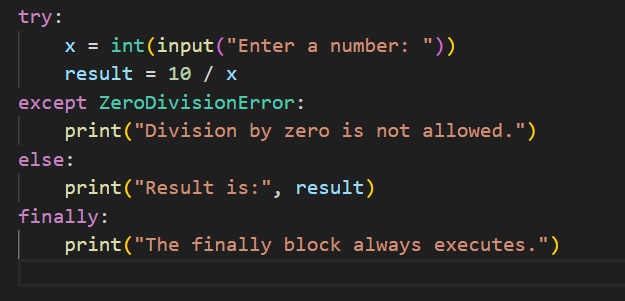 try:
    x = int(input("Enter a number: "))
    result = 10 / x
except ZeroDivisionError:
    print("Division by zero is not allowed.")
else:
    print("Result is:", result)
finally:
    print("The finally block always executes.")